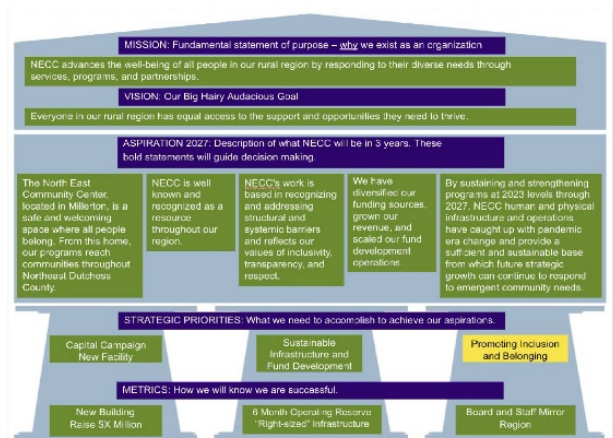 MISSION: Fundamental statement of purpose – why we exist as an organization
NECC advances the well-being of all people in our rural region by responding to their diverse needs through
services, programs, and partnerships.
VISION: Our Big Hairy Audacious Goal
Everyone in our rural region has equal access to the support and opportunities they need to thrive.
ASPIRATION 2027: Description of what NECC will be in 3 years. These
bold statements will guide decision making.
The North East
Community Center,
located in Millerton, is a
safe and welcoming
space where all people
belong. From this home,
our programs reach
communities throughout
Northeast Dutchess
County.
NECC is well
known and
recognized as a
resource
throughout our
region.
NECC's work is
based in recognizing
and addressing
structural and
systemic barriers
and reflects our
values of inclusivity,
transparency, and
respect.
We have
diversified our
funding sources,
grown our
revenue, and
scaled our fund
development
operations.
By sustaining and strengthening
programs at 2023 levels through
2027, NECC human and physical
infrastructure and operations
have caught up with pandemic
era change and provide a
sufficient and sustainable base
from which future strategic
growth can continue to respond
to emergent community needs.
STRATEGIC PRIORITIES: What we need to accomplish to achieve our aspirations.
Capital Campaign
New Facility
Sustainable
Infrastructure and
Fund Development
Promoting Inclusion
and Belonging
METRICS: How we will know we are successful.
New Building
Raise $X Million
6 Month Operating Reserve
"Right-sized" Infrastructure
Board and Staff Mirror
Region